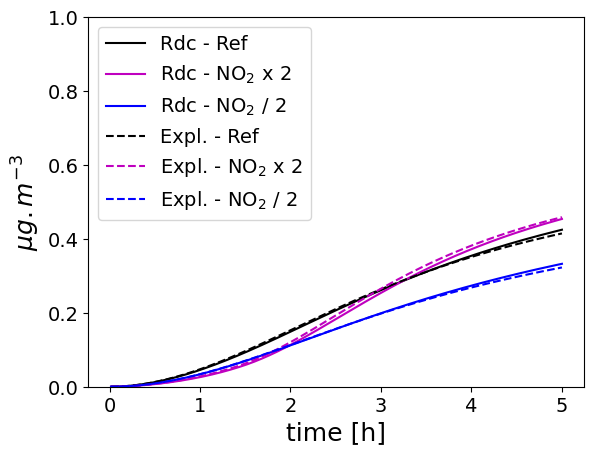 1.0
0.8
0.6
0.4
0.2
0.0
μg.m⁻³
Rdc - Ref
Rdc - NO₂ x 2
Rdc - NO₂ / 2
Expl. - Ref
Expl. - NO₂ x 2
Expl. - NO₂ / 2
0 1 2 3 4 5
time [h]